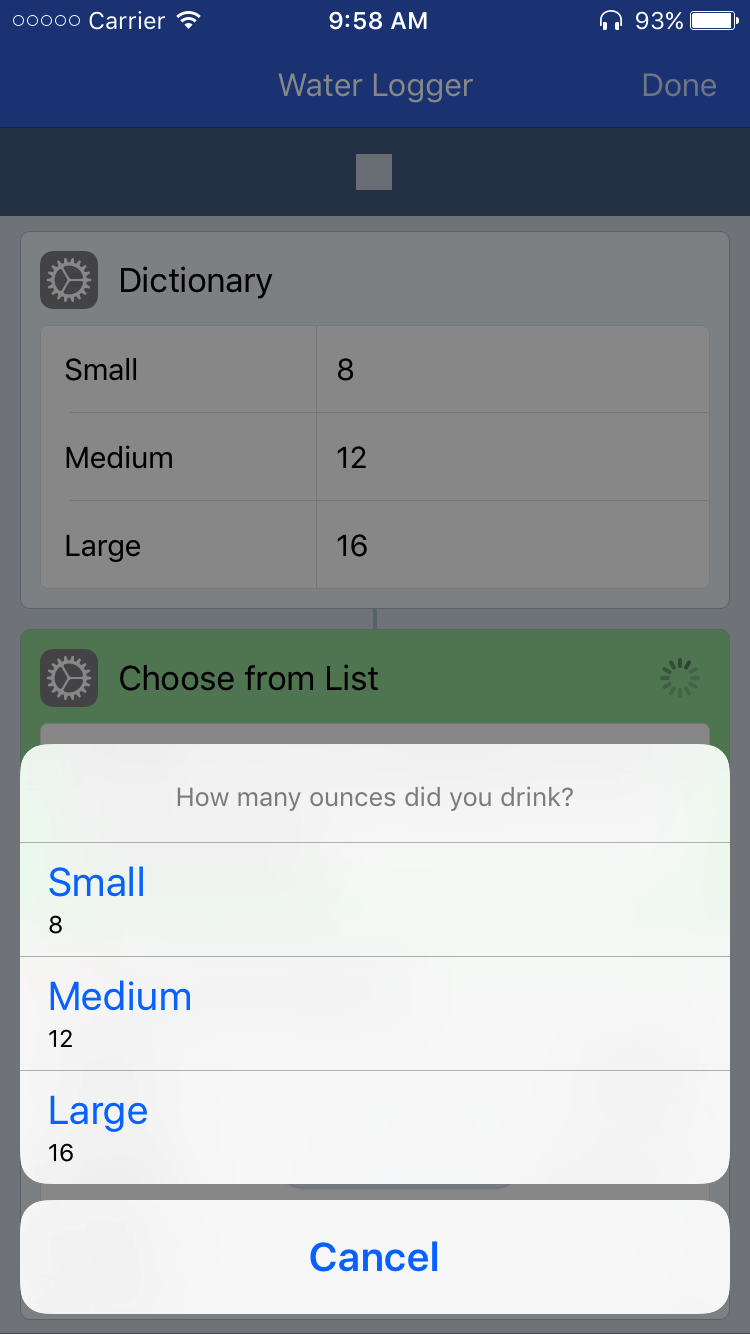 Carrier 9:58 AM 93%
Water Logger Done
Dictionary
Small 8
Medium 12
Large 16
Choose from List
How many ounces did you drink?
Small
8
Medium
12
Large
16
Cancel